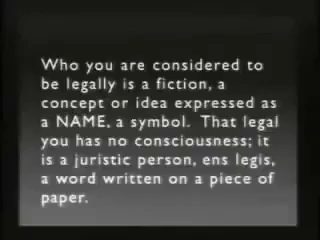 Who you are considered to
be legally is a fiction, a
concept or idea expressed as
a NAME, a symbol. That legal
you has no consciousness; it
is a juristic person, ens legis,
a word written on a piece of
paper.